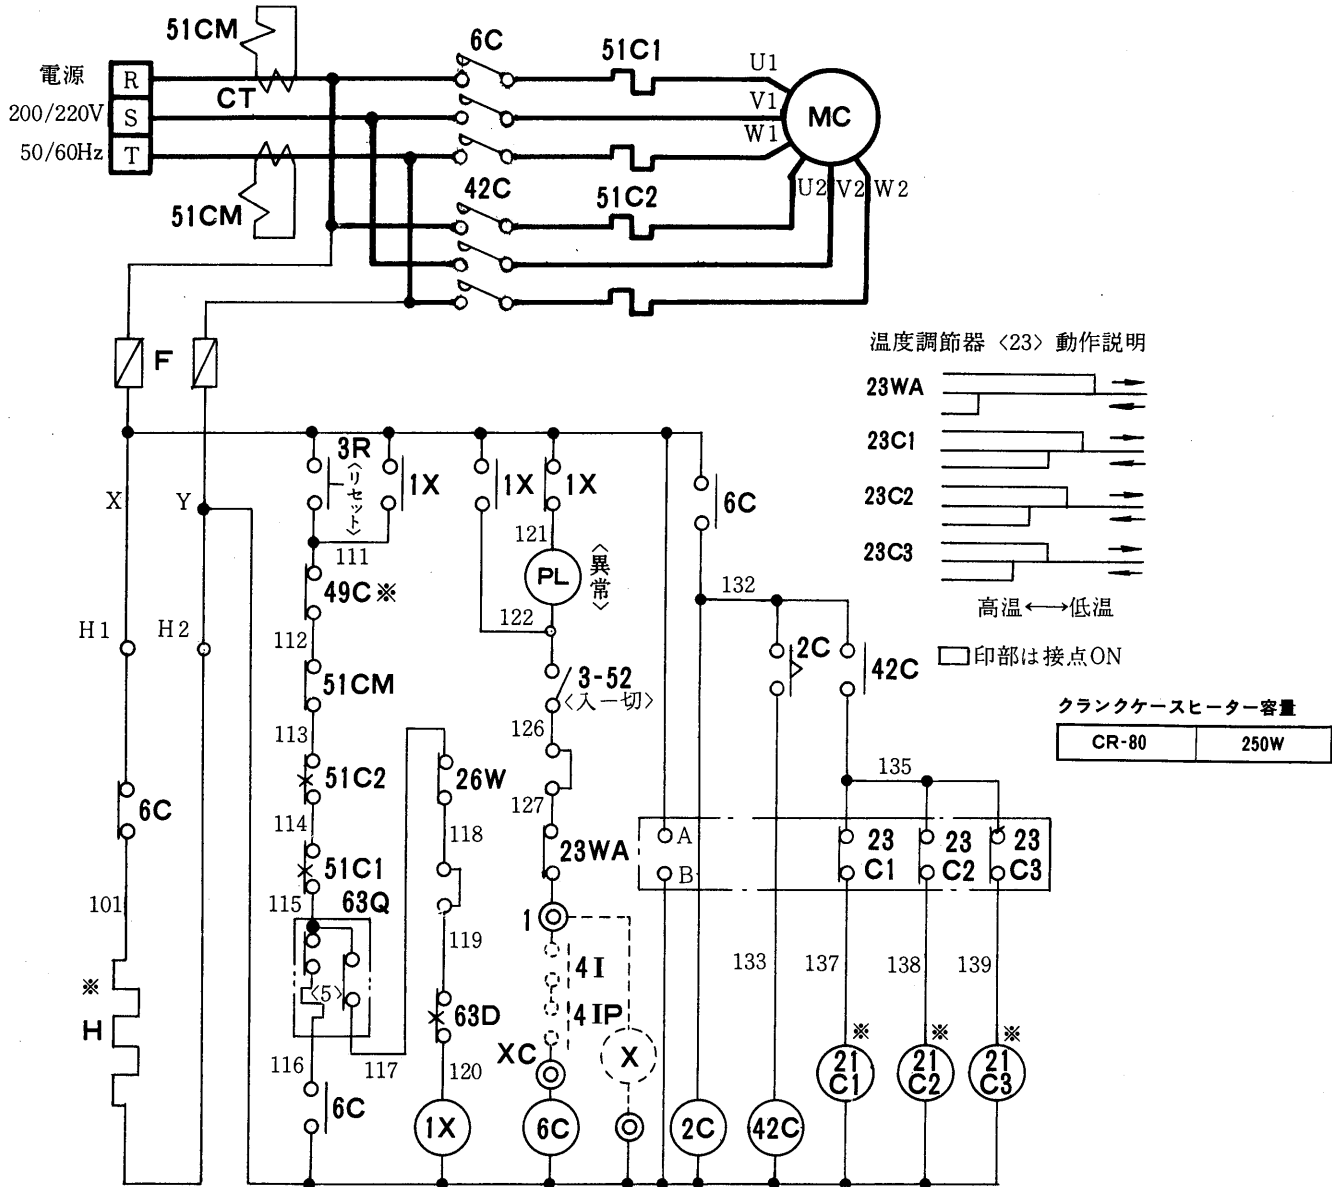 51CM
6C
51C1
U1
電源
R
CT
V1
MC
200/220V
S
W1
50/60Hz
T
42C
51C2
U2
V2
W2
51CM
F
温度調節器〈23〉動作説明
23WA
23C1
23C2
23C3
高温←→低温
印部は接点ON
クランクケースヒーター容量
CR-80
250W
3R
〈リセット〉
1X
1X
1X
6C
X
Y
111
121
49C※
PL
〈異常〉
132
122
H1
H2
112
2C
42C
51CM
3-52
〈入一切〉
113
126
135
51C2
26W
6C
127
114
118
23WA
A
23
C1
23
C2
23
C3
51C1
B
101
115
63Q
1
119
4I
133
137
138
139
※
〈5〉
H
63D
4IP
XC
X
※
※
※
116
117
120
21
C1
21
C2
21
C3
6C
1X
6C
2C
42C